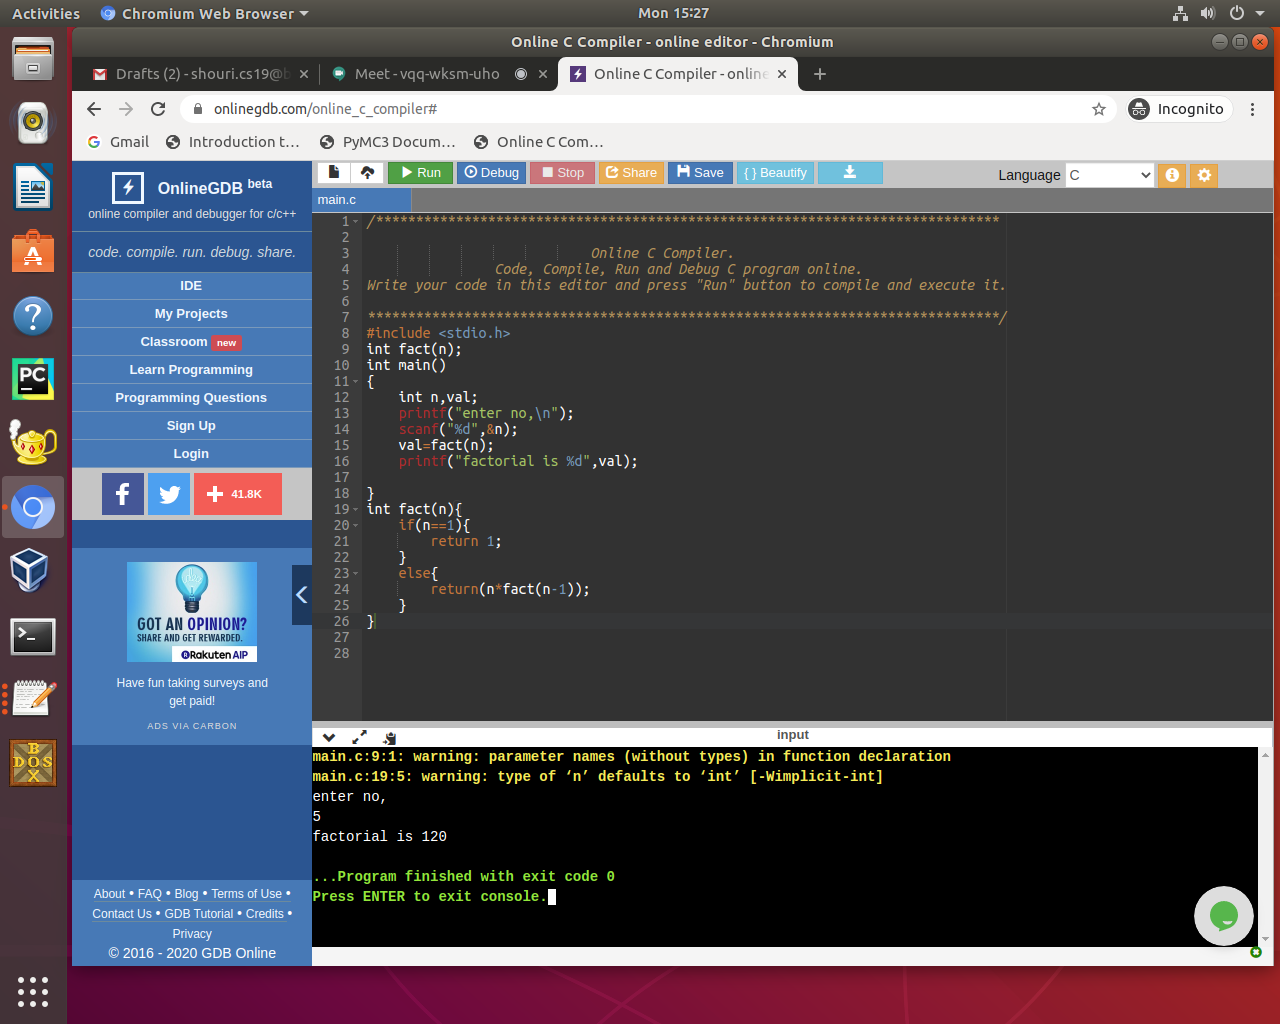 Activities
Chromium Web Browser
Mon 15:27
Online C Compiler - online editor - Chromium
Drafts (2) - shouri.cs19@b
Meet - vqq-wksm-uho
Online C Compiler - online
onlinegdb.com/online_c_compiler#
Incognito
Gmail
Introduction t…
PyMC3 Docum…
Online C Com…
OnlineGDB beta
online compiler and debugger for c/c++
code. compile. run. debug. share.
IDE
My Projects
Classroom new
Learn Programming
Programming Questions
Sign Up
Login
41.8K
GOT AN OPINION?
SHARE AND GET REWARDED.
Rakuten AIP
Have fun taking surveys and
get paid!
ADS VIA CARBON
About • FAQ • Blog • Terms of Use •
Contact Us • GDB Tutorial • Credits •
Privacy
© 2016 - 2020 GDB Online
Run
Debug
Stop
Share
Save
{ } Beautify
Language C
main.c
1 /******************************************************************************
2
3 Online C Compiler.
4 Code, Compile, Run and Debug C program online.
5 Write your code in this editor and press "Run" button to compile and execute it.
6
7 *******************************************************************************/
8 #include <stdio.h>
9 int fact(n);
10 int main()
11 {
12 int n,val;
13 printf("enter no,\n");
14 scanf("%d",&n);
15 val=fact(n);
16 printf("factorial is %d",val);
17
18 }
19 int fact(n){
20 if(n==1){
21 return 1;
22 }
23 else{
24 return(n*fact(n-1));
25 }
26 }
27
28
input
main.c:9:1: warning: parameter names (without types) in function declaration
main.c:19:5: warning: type of ‘n’ defaults to ‘int’ [-Wimplicit-int]
enter no,
5
factorial is 120
...Program finished with exit code 0
Press ENTER to exit console.
PC
DOS
BOX